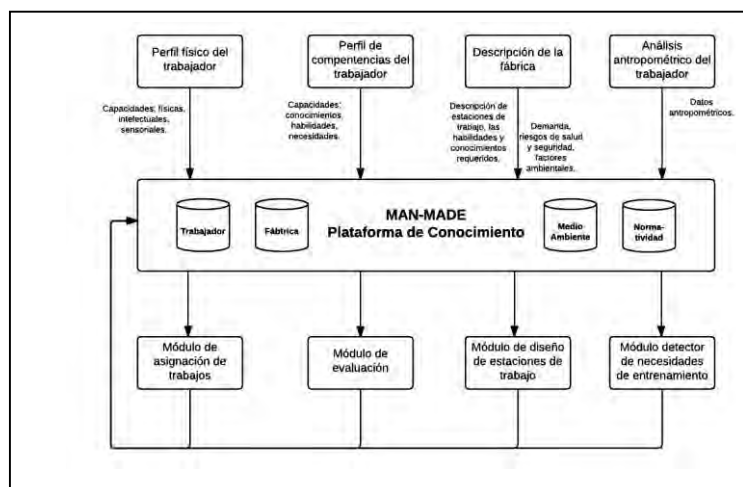 Perfil físico del
trabajador
Perfil de
compentencias del
trabajador
Descripción de la
fábrica
Análisis
antropométrico del
trabajador
Capacidades: físicas,
intelectuales,
sensoriales.
Capacidades:
conocimientos,
habilidades,
necesidades.
Descripción de
estaciones de
trabajo, las
habilidades y
conocimientos
requeridos.
Demanda,
riesgos de salud
y seguridad,
factores
ambientales.
Datos
antropométricos.
MAN-MADE
Plataforma de Conocimiento
Trabajador
Fábtrica
Medio
Ambiente
Norma-
tividad
Módulo de
asignación de
trabajos
Módulo de
evaluación
Módulo de diseño
de estaciones de
trabajo
Módulo detector
de necesidades
de entrenamiento